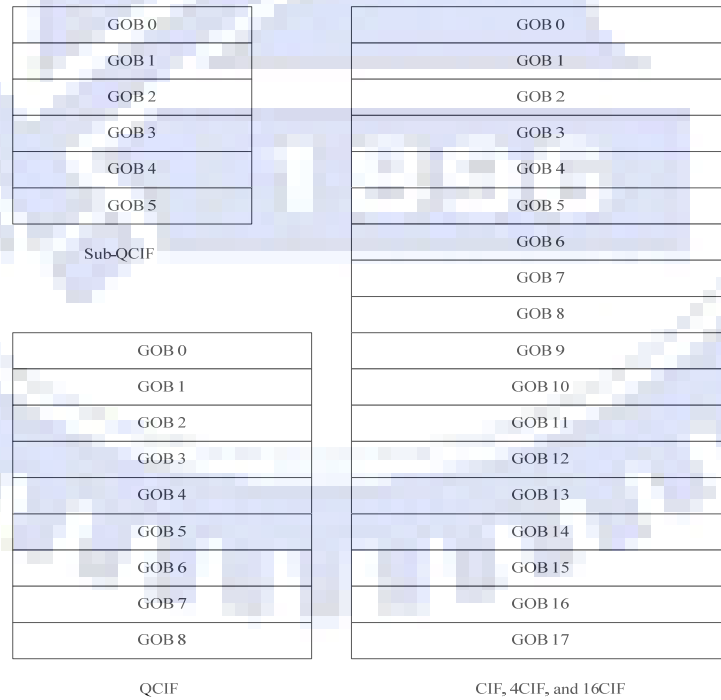 GOB 0
GOB 1
GOB 2
GOB 3
GOB 4
GOB 5
Sub-QCIF
GOB 0
GOB 1
GOB 2
GOB 3
GOB 4
GOB 5
GOB 6
GOB 7
GOB 8
QCIF
GOB 0
GOB 1
GOB 2
GOB 3
GOB 4
GOB 5
GOB 6
GOB 7
GOB 8
GOB 9
GOB 10
GOB 11
GOB 12
GOB 13
GOB 14
GOB 15
GOB 16
GOB 17
CIF, 4CIF, and 16CIF
1996